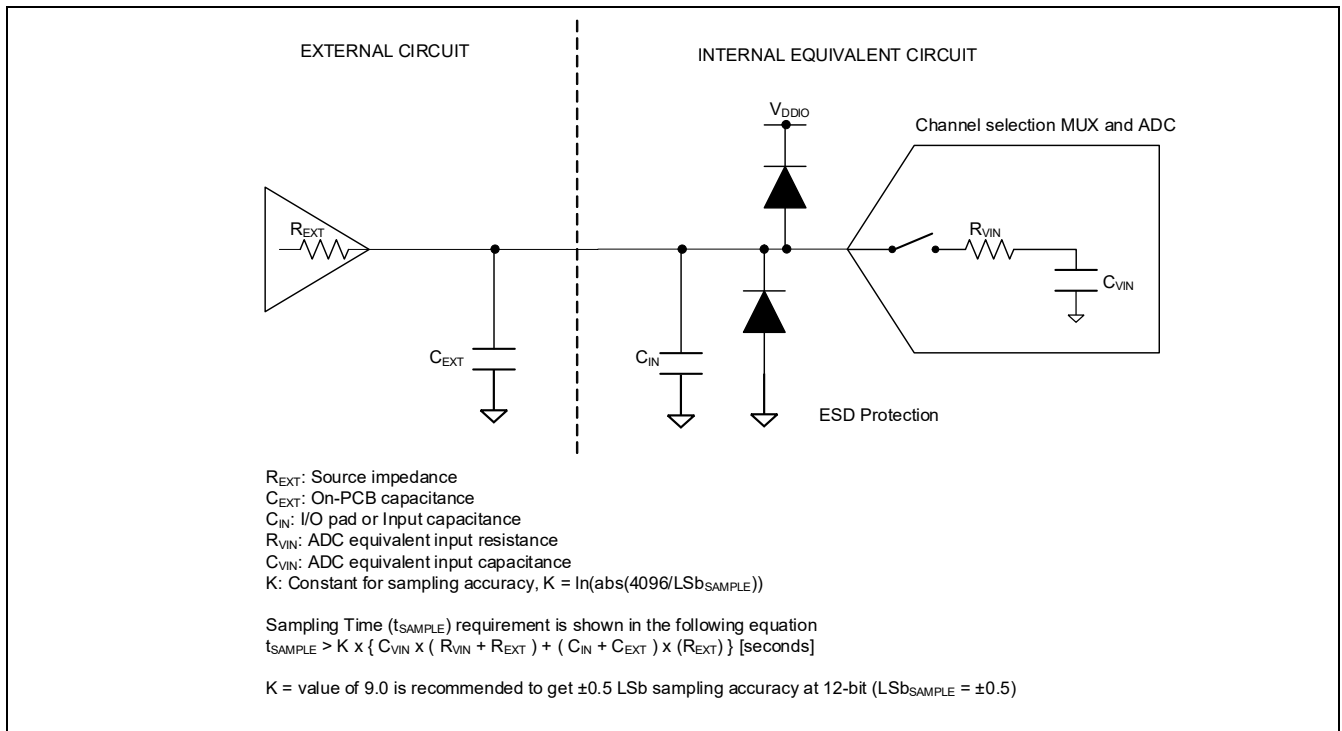 EXTERNAL CIRCUIT
INTERNAL EQUIVALENT CIRCUIT
VDDIO
Channel selection MUX and ADC
REXT
RVIN
CVIN
CEXT
CIN
ESD Protection
REXT: Source impedance
CEXT: On-PCB capacitance
CIN: I/O pad or Input capacitance
RVIN: ADC equivalent input resistance
CVIN: ADC equivalent input capacitance
K: Constant for sampling accuracy, K = ln(abs(4096/LSbSAMPLE))
Sampling Time (tSAMPLE) requirement is shown in the following equation
tSAMPLE > K x { CVIN x ( RVIN + REXT ) + ( CIN + CEXT ) x (REXT) } [seconds]
K = value of 9.0 is recommended to get ±0.5 LSb sampling accuracy at 12-bit (LSbSAMPLE = ±0.5)